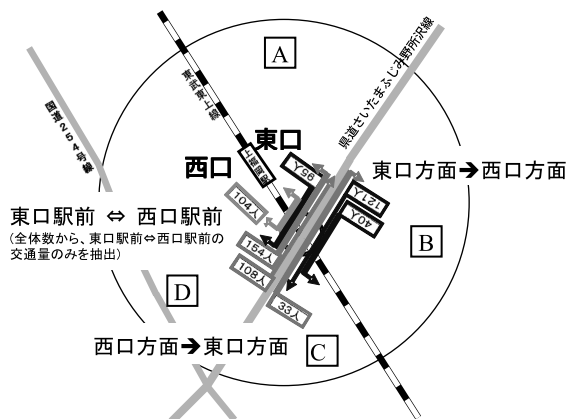 A
東武東上線
県道さいたまふじみ野所沢線
国道254号線
東口
西口
上福岡駅
95人
東口方面➔西口方面
121人
40人
104人
東口駅前 ⇔ 西口駅前
(全体数から、東口駅前⇔西口駅前の
交通量のみを抽出)
B
154人
108人
D
33人
西口方面➔東口方面
C